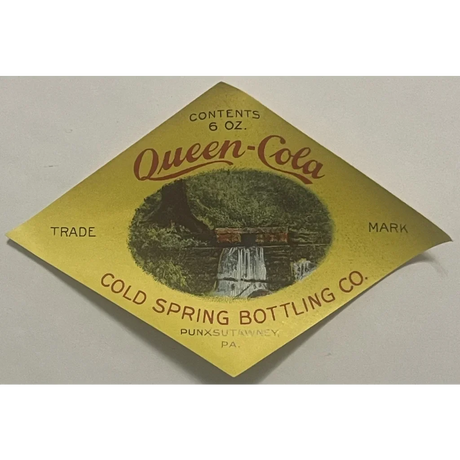 CONTENTS
6 OZ.
Queen-Cola
TRADE MARK
COLD SPRING BOTTLING CO.
PUNXSUTAWNEY,
PA.